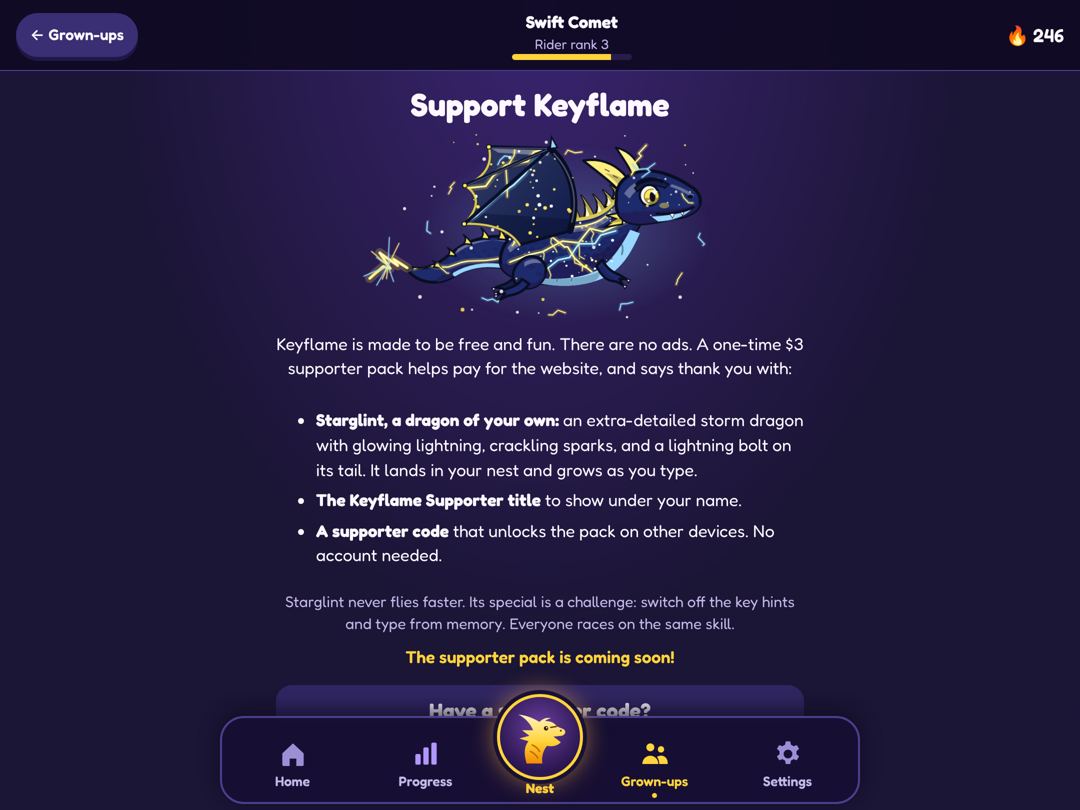 ← Grown-ups
Swift Comet
Rider rank 3
246
Support Keyflame
Keyflame is made to be free and fun. There are no ads. A one-time $3
supporter pack helps pay for the website, and says thank you with:
• Starglint, a dragon of your own: an extra-detailed storm dragon
with glowing lightning, crackling sparks, and a lightning bolt on
its tail. It lands in your nest and grows as you type.
• The Keyflame Supporter title to show under your name.
• A supporter code that unlocks the pack on other devices. No
account needed.
Starglint never flies faster. Its special is a challenge: switch off the key hints
and type from memory. Everyone races on the same skill.
The supporter pack is coming soon!
Have a code?
Home
Progress
Nest
Grown-ups
Settings